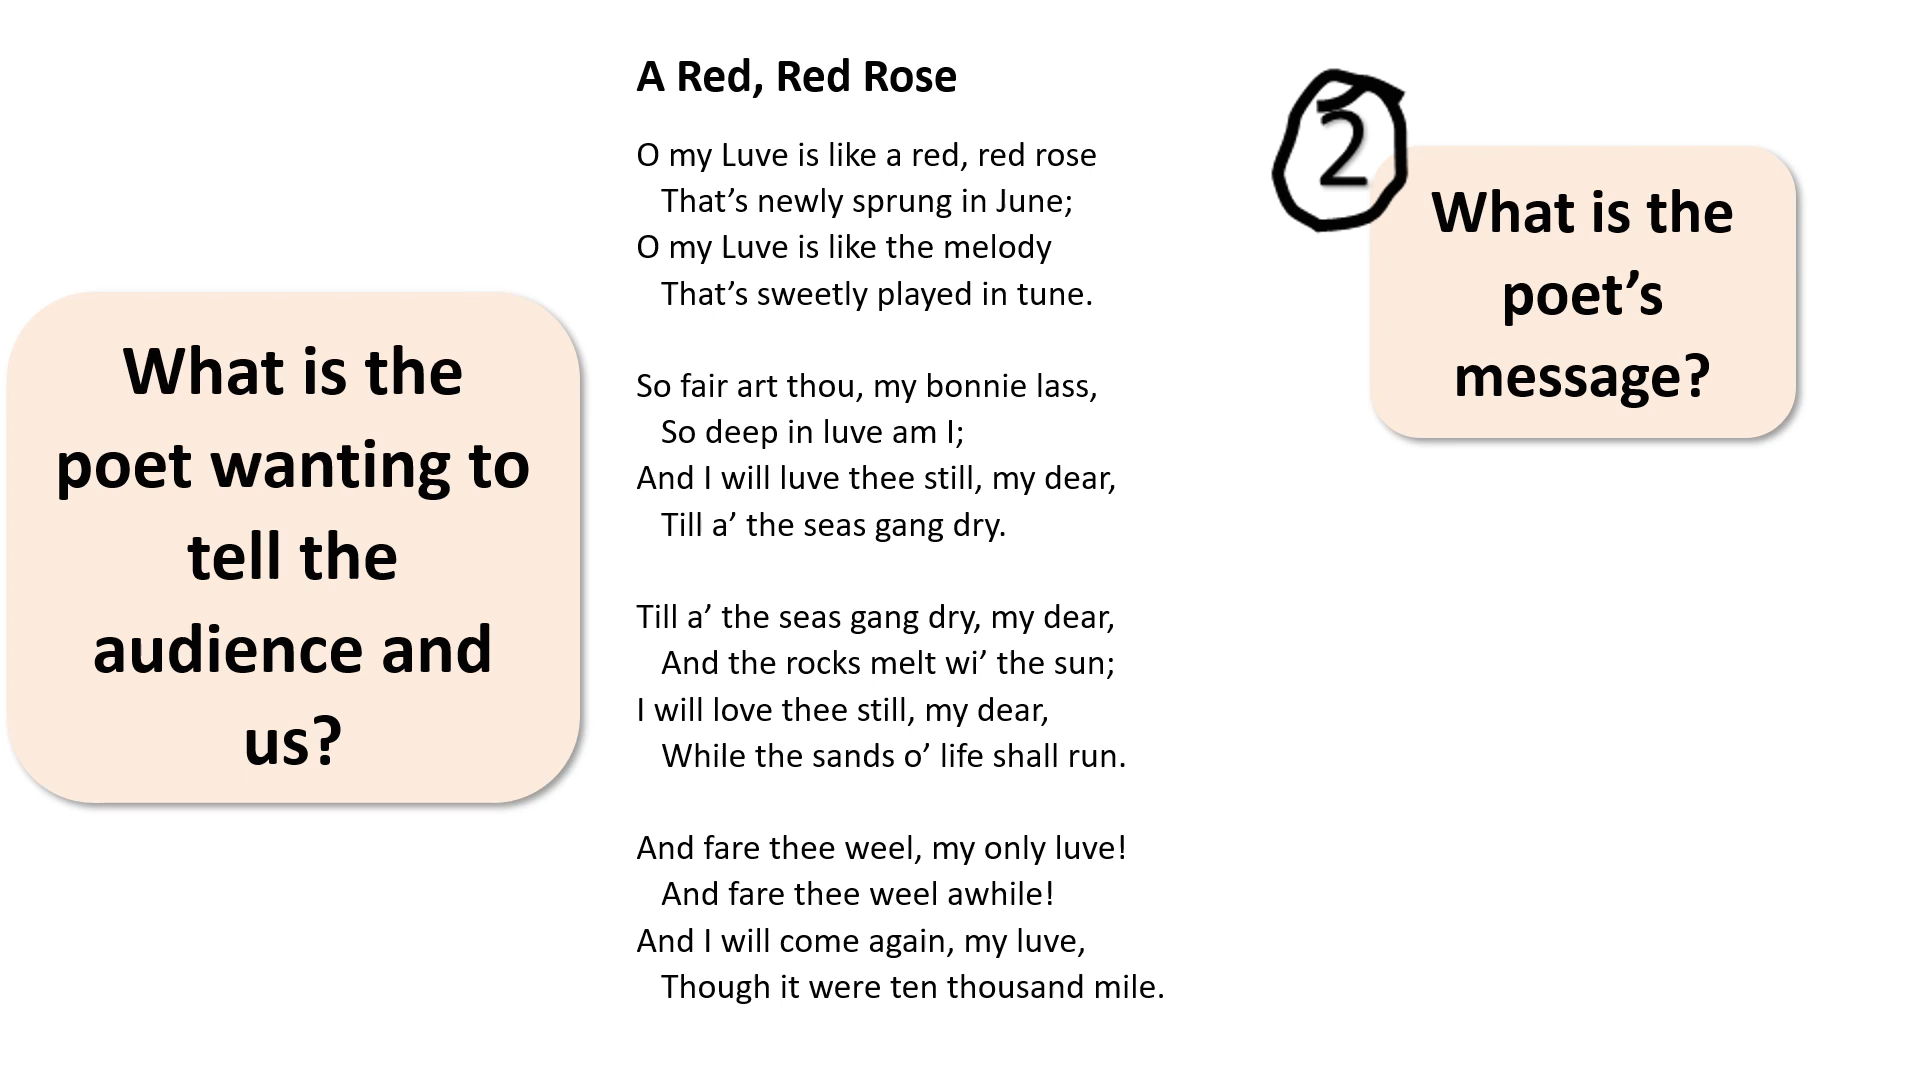 What is the
poet wanting to
tell the
audience and
us?
A Red, Red Rose
O my Luve is like a red, red rose
That’s newly sprung in June;
O my Luve is like the melody
That’s sweetly played in tune.
So fair art thou, my bonnie lass,
So deep in luve am I;
And I will luve thee still, my dear,
Till a’ the seas gang dry.
Till a’ the seas gang dry, my dear,
And the rocks melt wi’ the sun;
I will love thee still, my dear,
While the sands o’ life shall run.
And fare thee weel, my only luve!
And fare thee weel awhile!
And I will come again, my luve,
Though it were ten thousand mile.
2
What is the
poet’s
message?